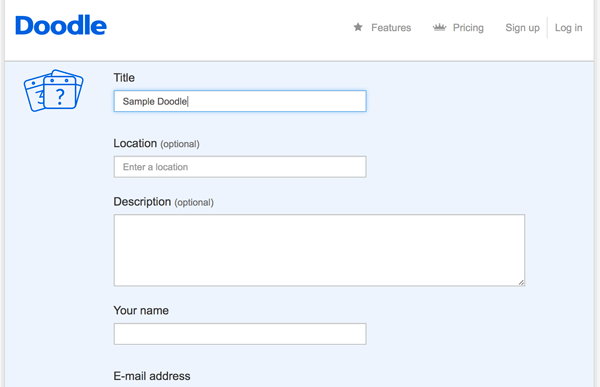 Doodle
Features Pricing Sign up Log in
Title
Sample Doodle
Location (optional)
Enter a location
Description (optional)
Your name
E-mail address
3 ?